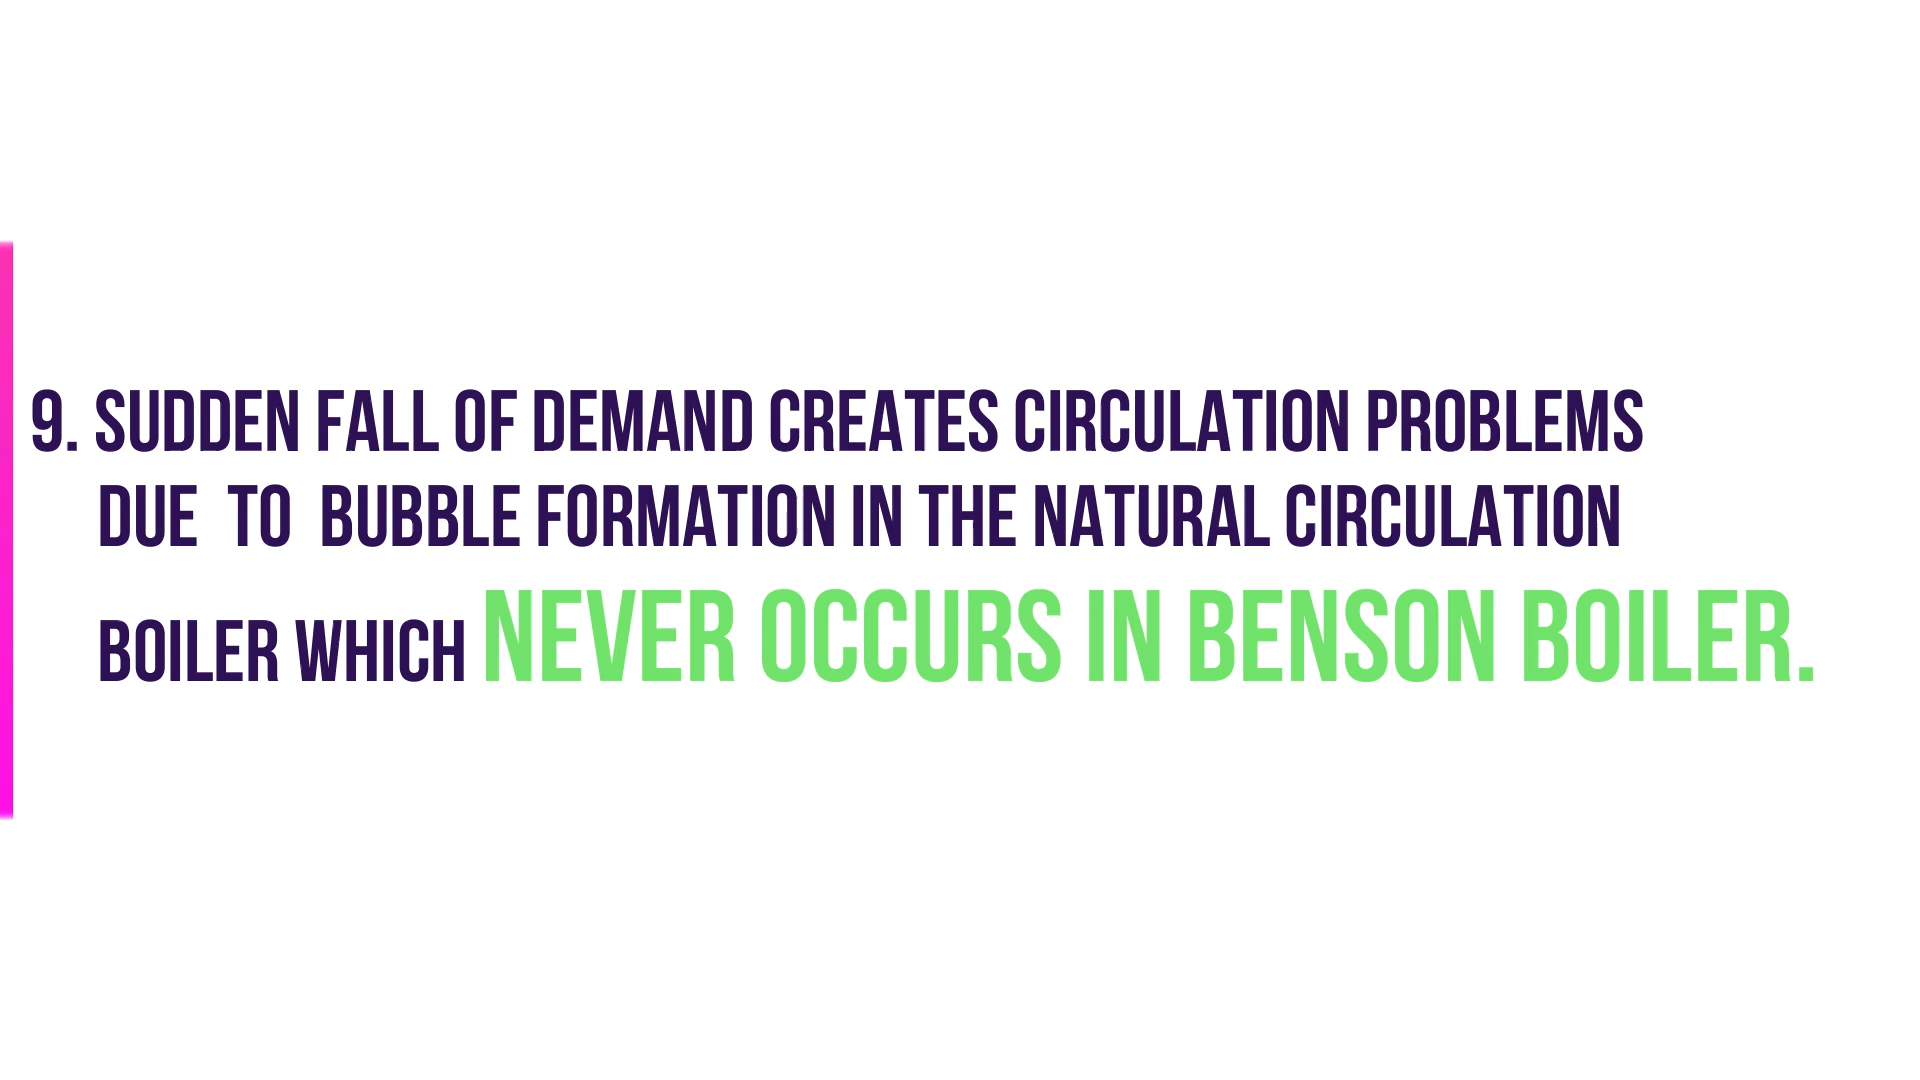 9. SUDDEN FALL OF DEMAND CREATES CIRCULATION PROBLEMS
DUE TO BUBBLE FORMATION IN THE NATURAL CIRCULATION
BOILER WHICH NEVER OCCURS IN BENSON BOILER.